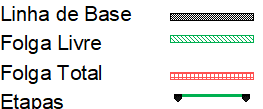 Linha de Base
Folga Livre
Folga Total
Etapas